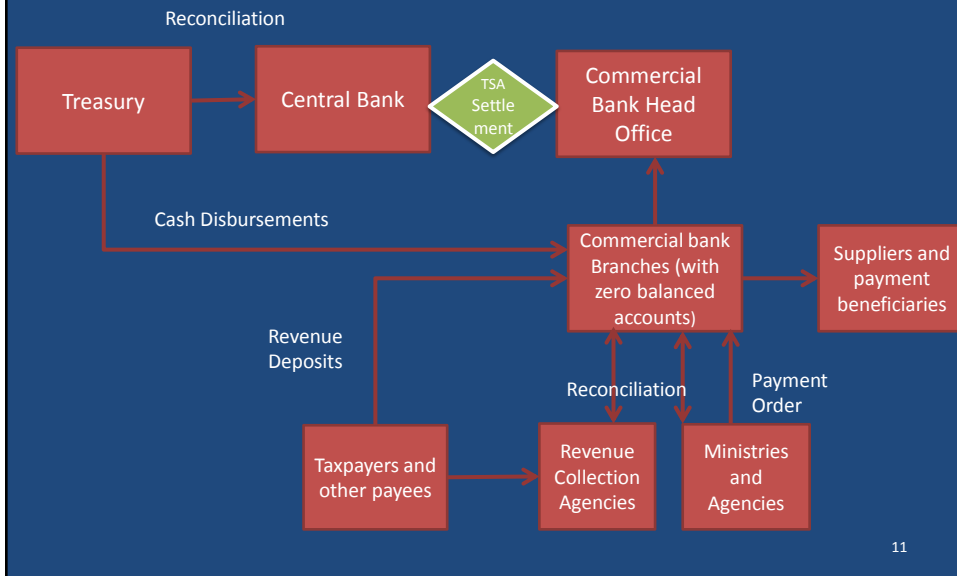 Reconciliation
Treasury
Central Bank
TSA
Settle
ment
Commercial
Bank Head
Office
Cash Disbursements
Commercial bank
Branches (with
zero balanced
accounts)
Suppliers and
payment
beneficiaries
Revenue
Deposits
Reconciliation
Payment
Order
Taxpayers and
other payees
Revenue
Collection
Agencies
Ministries
and
Agencies
11